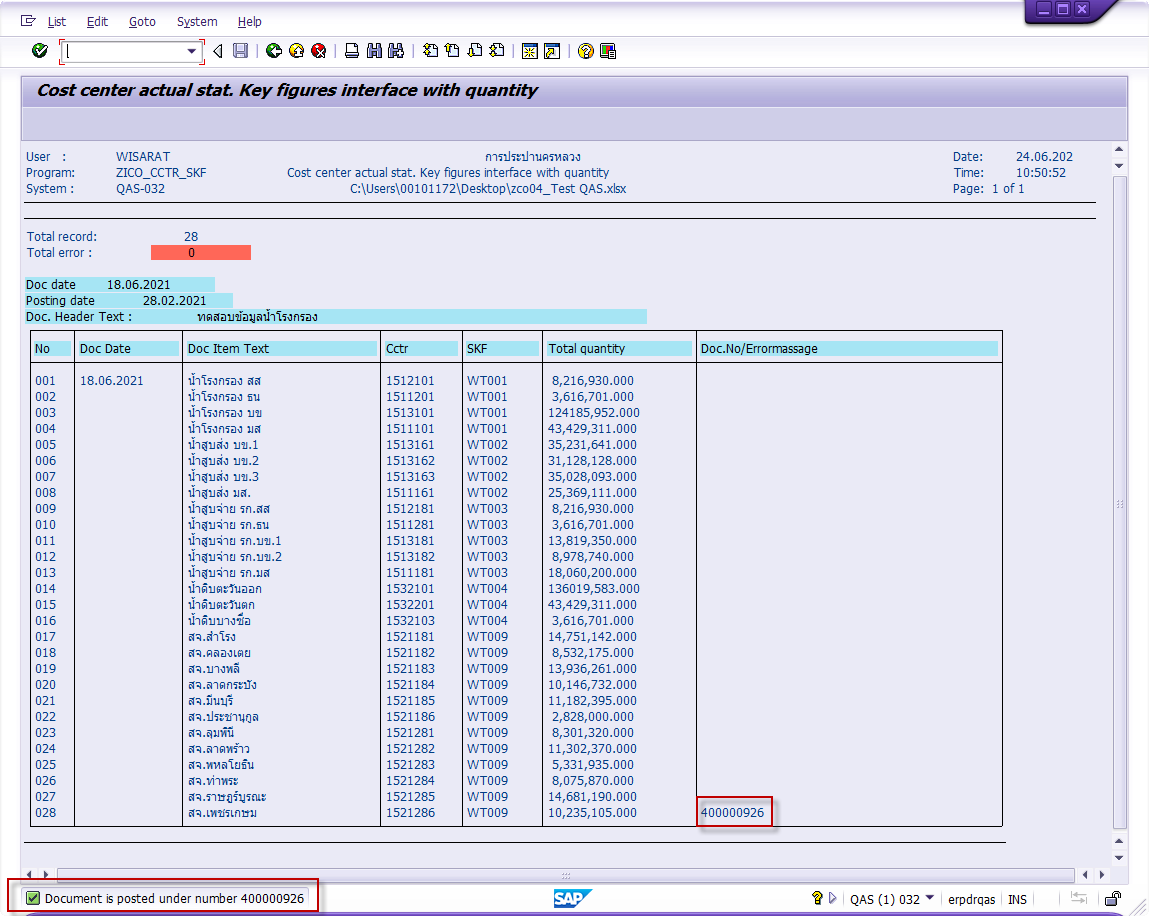 List Edit Goto System Help
Cost center actual stat. Key figures interface with quantity
User : WISARAT การประปานครหลวง Date: 24.06.202
Program: ZICO_CCTR_SKF Cost center actual stat. Key figures interface with quantity Time: 10:50:52
System : QAS-032 C:\Users\00101172\Desktop\zco04_Test QAS.xlsx Page: 1 of 1
Total record: 28
Total error : 0
Doc date 18.06.2021
Posting date 28.02.2021
Doc. Header Text : ทดสอบข้อมูลน้ำโรงกรอง
No Doc Date Doc Item Text Cctr SKF Total quantity Doc.No/Errormassage
001 18.06.2021 น้ำโรงกรอง สส 1512101 WT001 8,216,930.000
002 น้ำโรงกรอง ธน 1511201 WT001 3,616,701.000
003 น้ำโรงกรอง บข 1513101 WT001 124185,952.000
004 น้ำโรงกรอง มส 1511101 WT001 43,429,311.000
005 น้ำสูบส่ง บข.1 1513161 WT002 35,231,641.000
006 น้ำสูบส่ง บข.2 1513162 WT002 31,128,128.000
007 น้ำสูบส่ง บข.3 1513163 WT002 35,028,093.000
008 น้ำสูบส่ง มส. 1511161 WT002 25,369,111.000
009 น้ำสูบจ่าย รก.สส 1512181 WT003 8,216,930.000
010 น้ำสูบจ่าย รก.ธน 1511281 WT003 3,616,701.000
011 น้ำสูบจ่าย รก.บข.1 1513181 WT003 13,819,350.000
012 น้ำสูบจ่าย รก.บข.2 1513182 WT003 8,978,740.000
013 น้ำสูบจ่าย รก.มส 1511181 WT003 18,060,200.000
014 น้ำดิบตะวันออก 1532101 WT004 136019,583.000
015 น้ำดิบตะวันตก 1532201 WT004 43,429,311.000
016 น้ำดิบบางซื่อ 1532103 WT004 3,616,701.000
017 สจ.สำโรง 1521181 WT009 14,751,142.000
018 สจ.คลองเตย 1521182 WT009 8,532,175.000
019 สจ.บางพลี 1521183 WT009 13,936,261.000
020 สจ.ลาดกระบัง 1521184 WT009 10,146,732.000
021 สจ.มีนบุรี 1521185 WT009 11,182,395.000
022 สจ.ประชานุกูล 1521186 WT009 2,828,000.000
023 สจ.ลุมพินี 1521281 WT009 8,301,320.000
024 สจ.ลาดพร้าว 1521282 WT009 11,302,370.000
025 สจ.พหลโยธิน 1521283 WT009 5,331,935.000
026 สจ.ท่าพระ 1521284 WT009 8,075,870.000
027 สจ.ราษฎร์บูรณะ 1521285 WT009 14,681,190.000
028 สจ.เพชรเกษม 1521286 WT009 10,235,105.000 400000926
Document is posted under number 400000926 SAP QAS (1) 032 erpdrqas INS